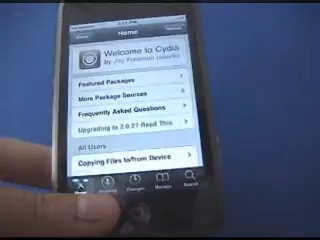 Home
Welcome to Cydia
by Jay Freeman (saurik)
Featured Packages
More Package Sources
Frequently Asked Questions
Upgrading to 2.0.2? Read This
All Users
Copying Files to/from Device
Home
Changes
Manage
Search